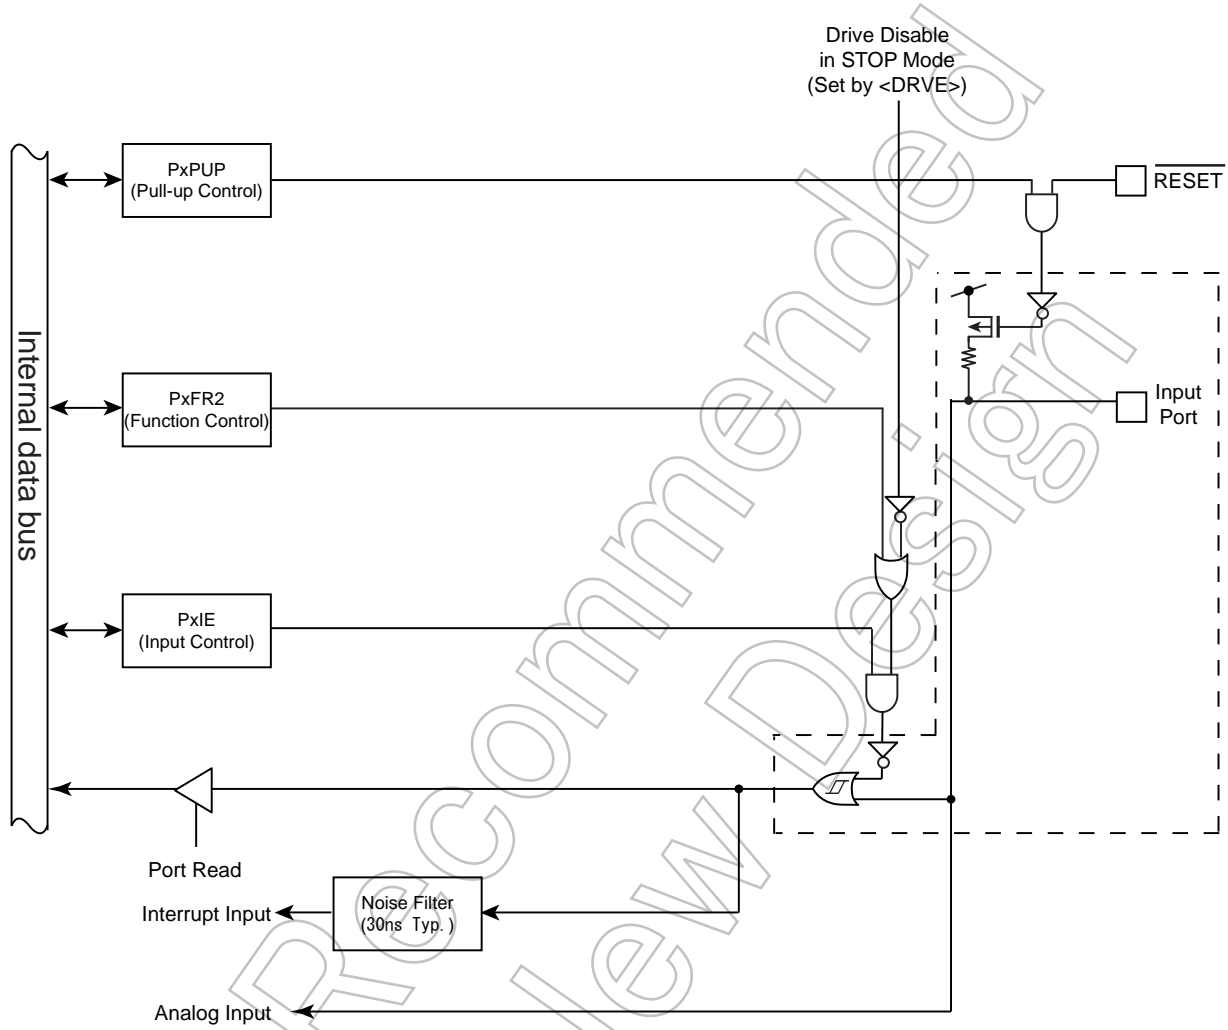 Drive Disable
in STOP Mode
(Set by <DRVE>)
PxPUP
(Pull-up Control)
RESET
Internal data bus
PxFR2
(Function Control)
Input
Port
PxIE
(Input Control)
Port Read
Noise Filter
(30ns Typ. )
Interrupt Input
Analog Input
Recommended
New Design